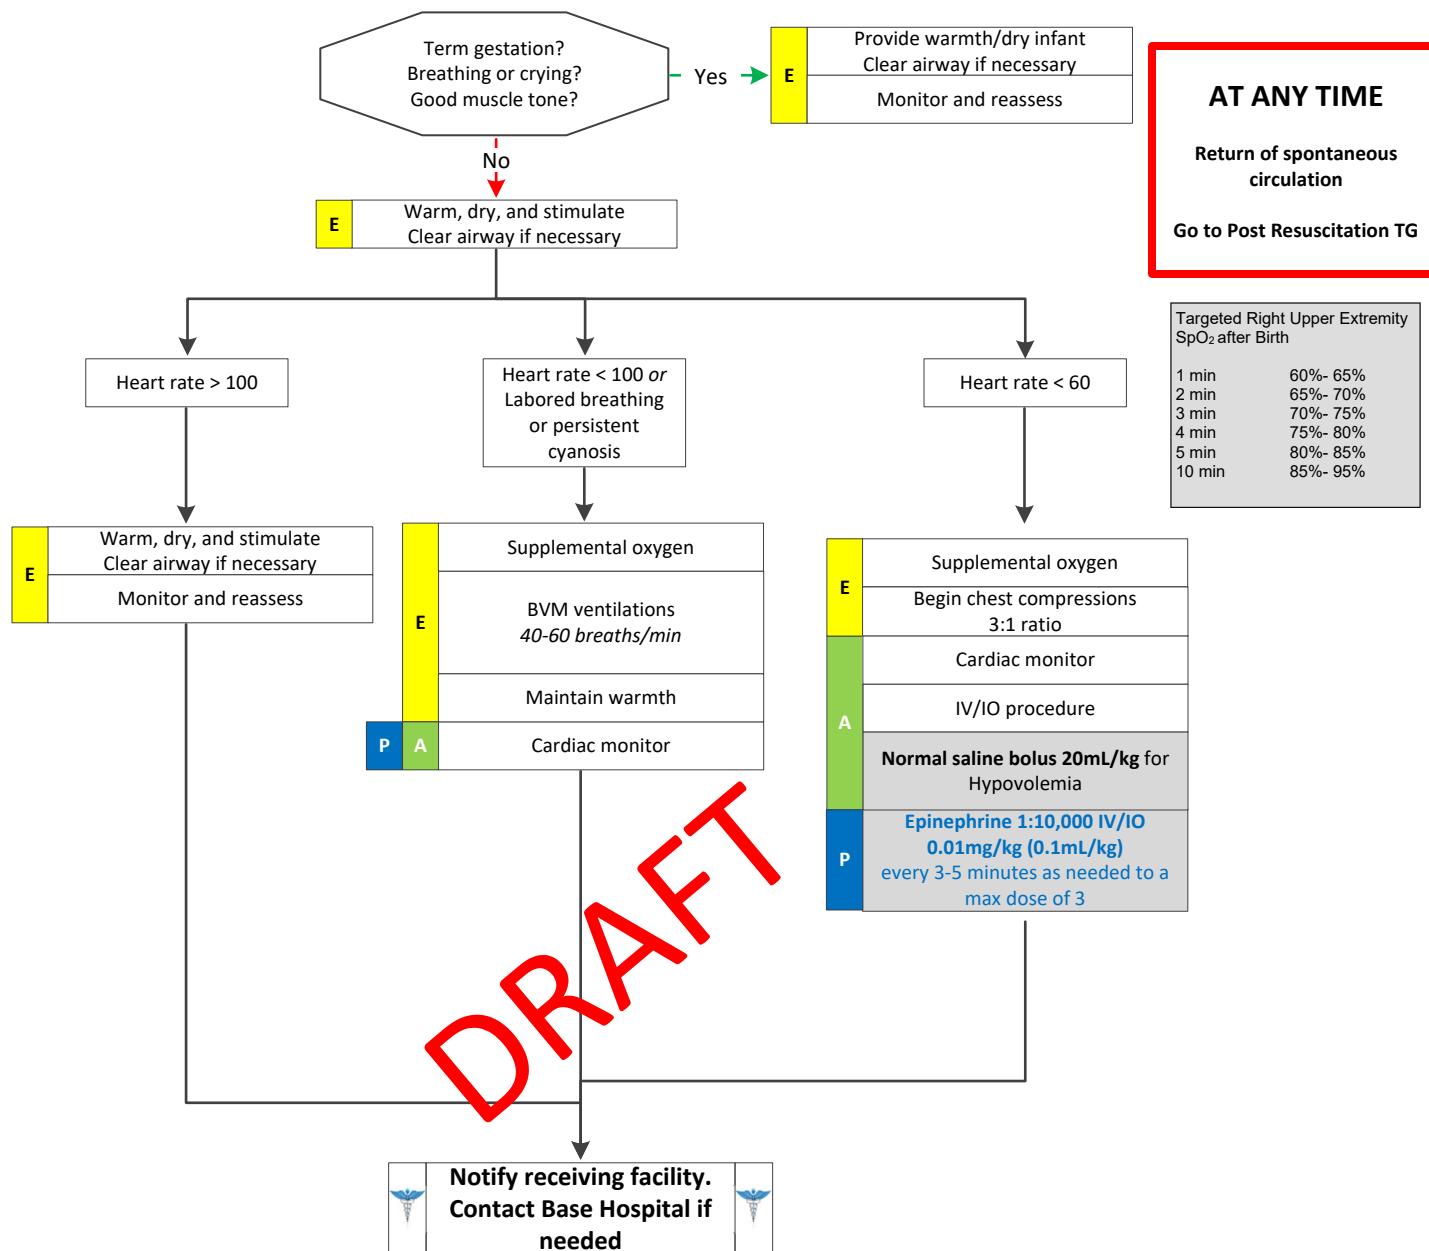 Term gestation?
Breathing or crying?
Good muscle tone?
Yes
E
Provide warmth/dry infant
Clear airway if necessary
Monitor and reassess
AT ANY TIME
Return of spontaneous
circulation
Go to Post Resuscitation TG
No
E
Warm, dry, and stimulate
Clear airway if necessary
Targeted Right Upper Extremity
SpO2 after Birth
1 min 60%- 65%
2 min 65%- 70%
3 min 70%- 75%
4 min 75%- 80%
5 min 80%- 85%
10 min 85%- 95%
Heart rate > 100
Heart rate < 100 or
Labored breathing
or persistent
cyanosis
Heart rate < 60
E
Warm, dry, and stimulate
Clear airway if necessary
Monitor and reassess
E
Supplemental oxygen
BVM ventilations
40-60 breaths/min
Maintain warmth
P A
Cardiac monitor
E
Supplemental oxygen
Begin chest compressions
3:1 ratio
A
Cardiac monitor
IV/IO procedure
Normal saline bolus 20mL/kg for
Hypovolemia
P
Epinephrine 1:10,000 IV/IO
0.01mg/kg (0.1mL/kg)
every 3-5 minutes as needed to a
max dose of 3
DRAFT
Notify receiving facility.
Contact Base Hospital if
needed